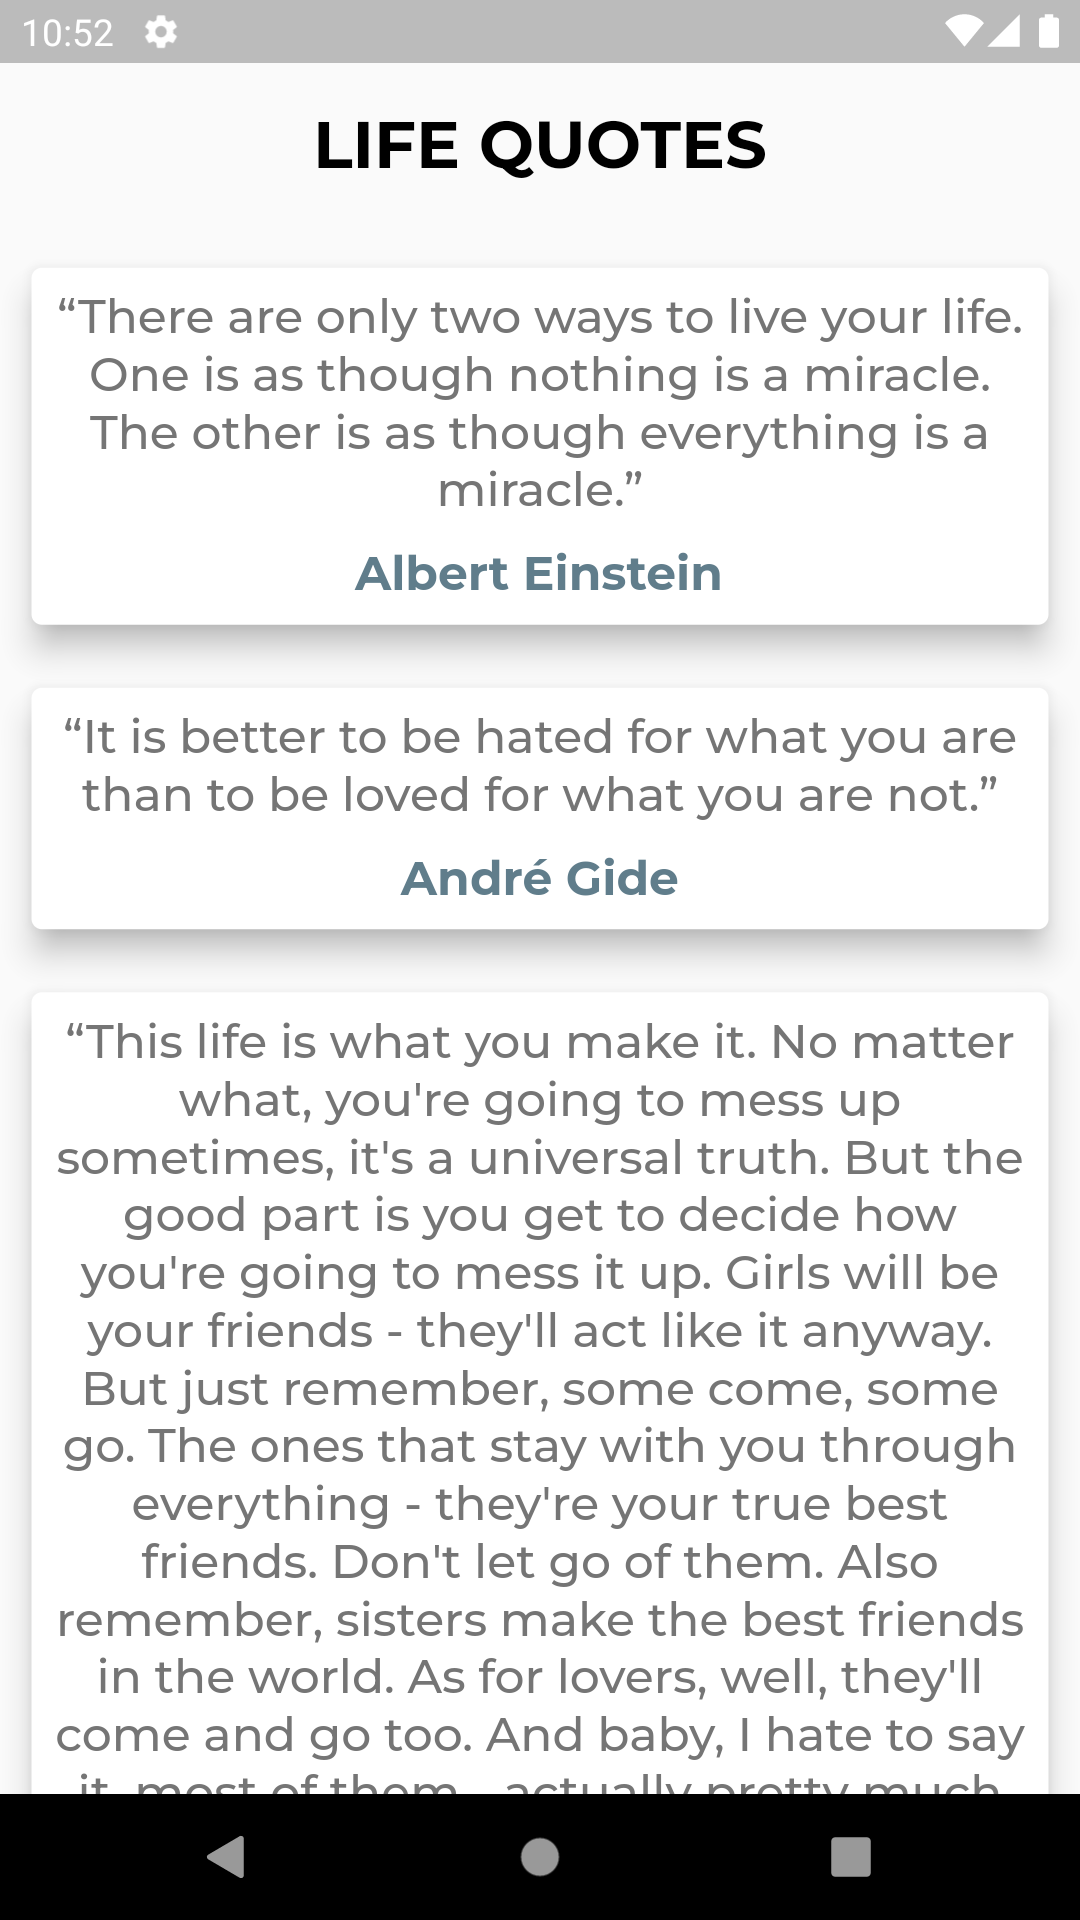 10:52
LIFE QUOTES
“There are only two ways to live your life.
One is as though nothing is a miracle.
The other is as though everything is a
miracle.”
Albert Einstein
“It is better to be hated for what you are
than to be loved for what you are not.”
André Gide
“This life is what you make it. No matter
what, you're going to mess up
sometimes, it's a universal truth. But the
good part is you get to decide how
you're going to mess it up. Girls will be
your friends - they'll act like it anyway.
But just remember, some come, some
go. The ones that stay with you through
everything - they're your true best
friends. Don't let go of them. Also
remember, sisters make the best friends
in the world. As for lovers, well, they'll
come and go too. And baby, I hate to say
it, most of them - actually pretty much